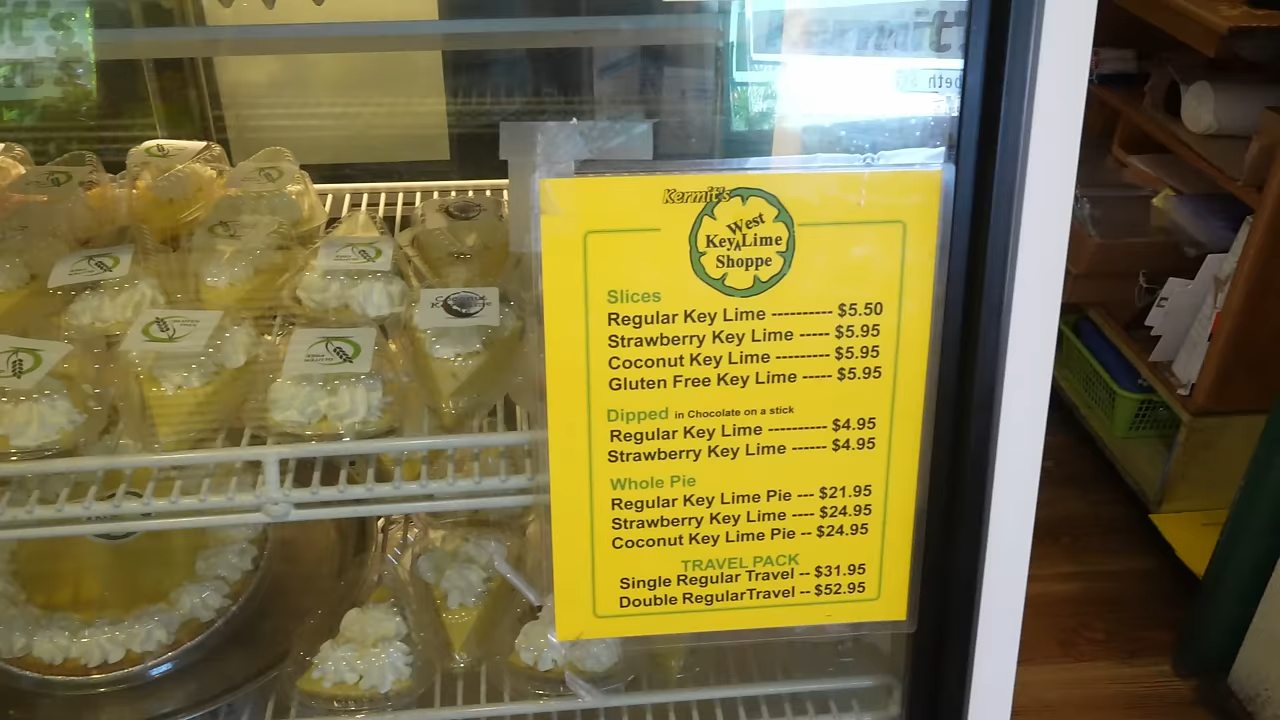 Kermit's
West
Key Lime
Shoppe
Slices
Regular Key Lime ---------- $5.50
Strawberry Key Lime ----- $5.95
Coconut Key Lime --------- $5.95
Gluten Free Key Lime ----- $5.95
Dipped in Chocolate on a stick
Regular Key Lime ---------- $4.95
Strawberry Key Lime ------ $4.95
Whole Pie
Regular Key Lime Pie --- $21.95
Strawberry Key Lime ---- $24.95
Coconut Key Lime Pie -- $24.95
TRAVEL PACK
Single Regular Travel -- $31.95
Double RegularTravel -- $52.95